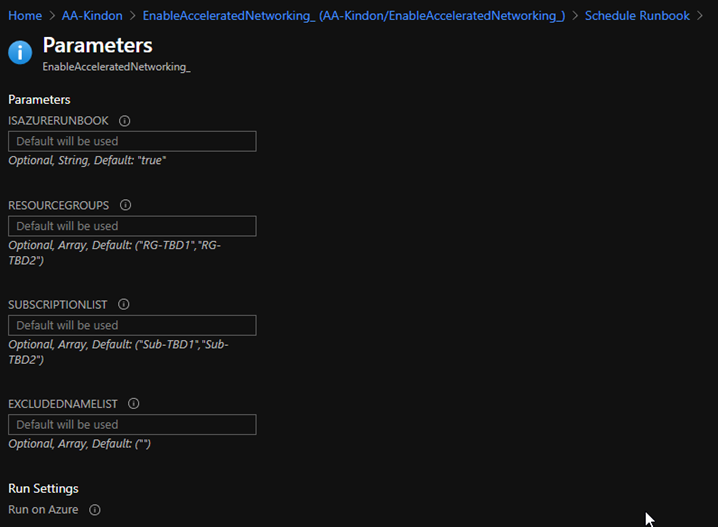 Home > AA-Kindon > EnableAcceleratedNetworking_ (AA-Kindon/EnableAcceleratedNetworking_) > Schedule Runbook >
Parameters
EnableAcceleratedNetworking_
Parameters
ISAZURERUNBOOK
Default will be used
Optional, String, Default: "true"
RESOURCEGROUPS
Default will be used
Optional, Array, Default: ("RG-TBD1","RG-
TBD2")
SUBSCRIPTIONLIST
Default will be used
Optional, Array, Default: ("Sub-TBD1","Sub-
TBD2")
EXCLUDEDNAMELIST
Default will be used
Optional, Array, Default: ("")
Run Settings
Run on Azure